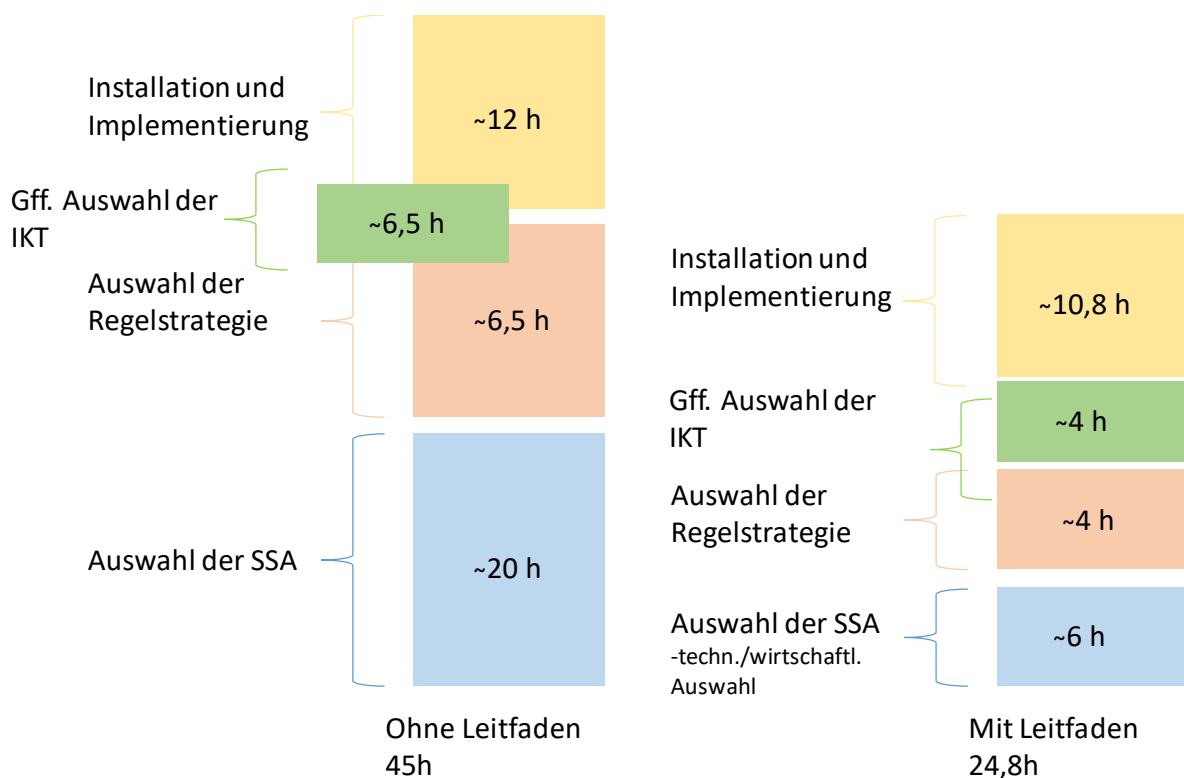 Installation und
Implementierung
~12 h
Gff. Auswahl der
IKT
~6,5 h
Auswahl der
Regelstrategie
~6,5 h
Auswahl der SSA
~20 h
Ohne Leitfaden
45h
Installation und
Implementierung
~10,8 h
Gff. Auswahl der
IKT
~4 h
Auswahl der
Regelstrategie
~4 h
Auswahl der SSA
-techn./wirtschaftl.
Auswahl
~6 h
Mit Leitfaden
24,8h